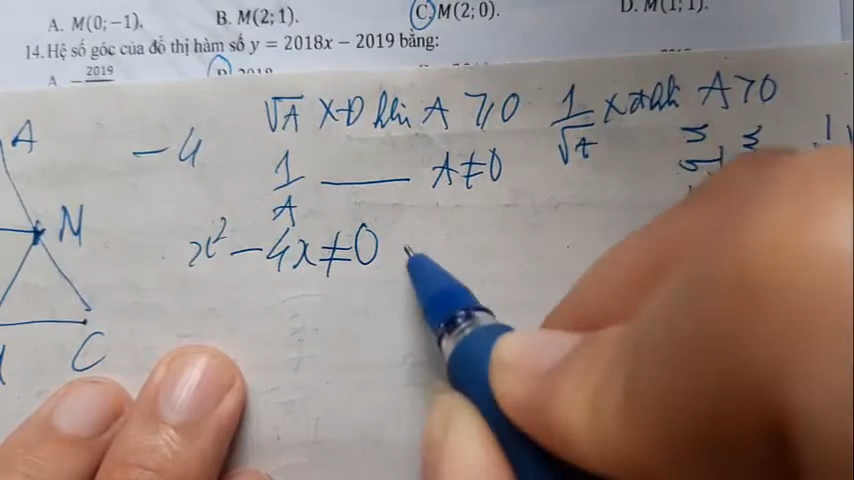 A. M(0;−1). B. M(2;1). C. M(2;0). D. M(1;1).
14. Hệ số góc của đồ thị hàm số y = 2018x − 2019 bằng:
A −2019
√A XĐ khi A ⩾ 0 1/√A xđ khi A > 0
A −4
1/A —— A ≠ 0
M
x² − 4x ≠ 0
C